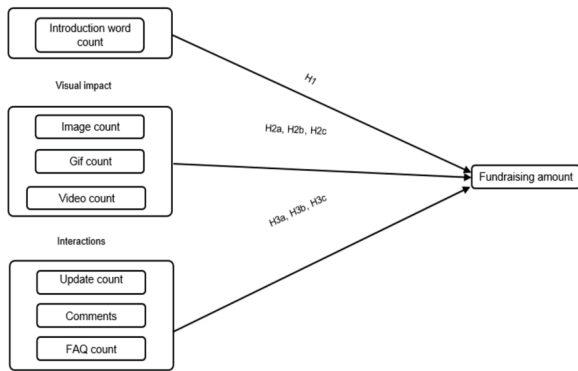 Introduction word
count
H1
Visual impact
Image count
H2a, H2b, H2c
Gif count
Fundraising amount
Video count
H3a, H3b, H3c
Interactions
Update count
Comments
FAQ count